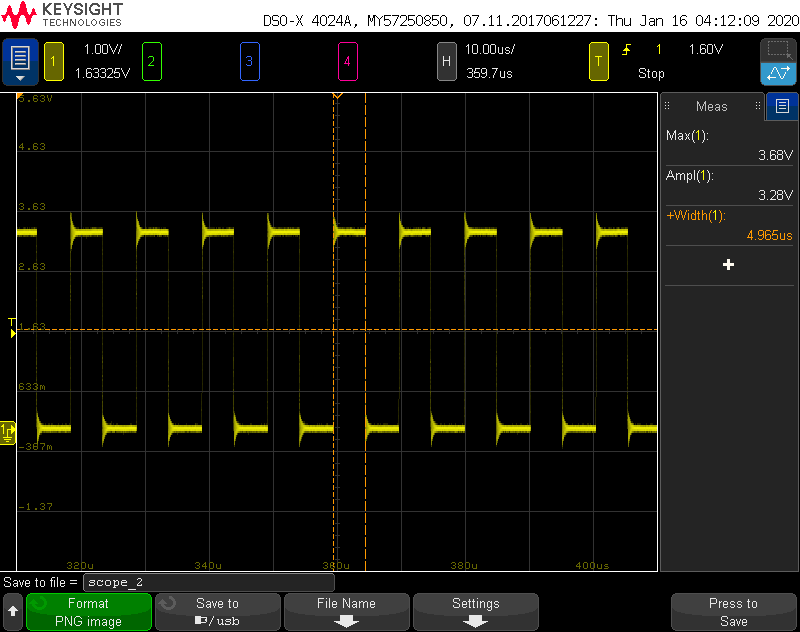 KEYSIGHT
TECHNOLOGIES
DSO-X 4024A, MY57250850, 07.11.2017061227: Thu Jan 16 04:12:09 2020
1 1.00V/ 2 3 4 H 10.00us/ T 1 1.60V
1.63325V 359.7us Stop
5.63V
4.63
3.63
2.63
T
1.63
633m
1
-367m
-1.37
320u 340u 360u 380u 400us
Meas
Max(1):
3.68V
Ampl(1):
3.28V
+Width(1):
4.965us
Save to file = scope_2
Format
PNG image
Save to
/usb
File Name
Settings
Press to
Save